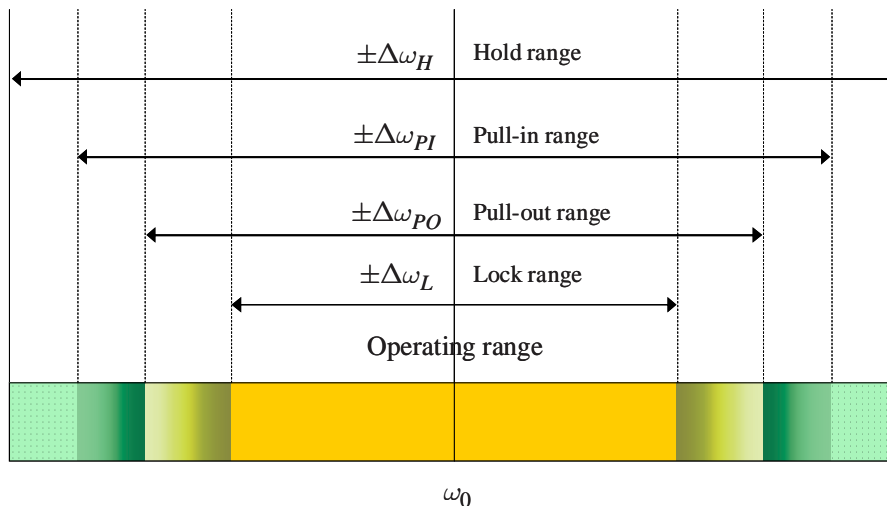 ±Δω_H Hold range
±Δω_PI Pull-in range
±Δω_PO Pull-out range
±Δω_L Lock range
Operating range
ω_0